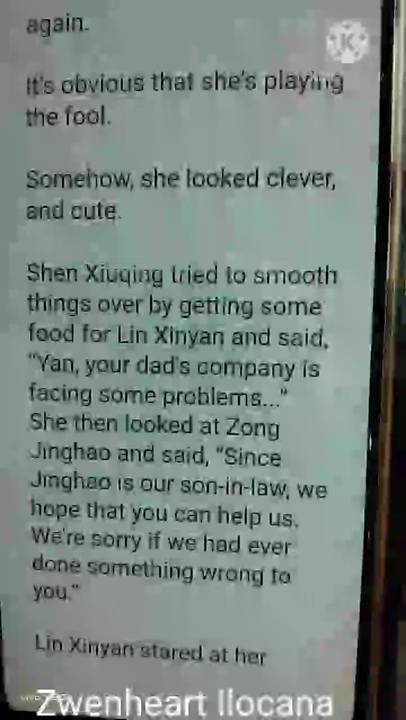 again.
It's obvious that she's playing
the fool.
Somehow, she looked clever,
and cute.
Shen Xiuqing tried to smooth
things over by getting some
food for Lin Xinyan and said,
"Yan, your dad's company is
facing some problems..."
She then looked at Zong
Jinghao and said, "Since
Jinghao is our son-in-law, we
hope that you can help us.
We're sorry if we had ever
done something wrong to
you."
Lin Xinyan stared at her
Zwenheart Ilocana